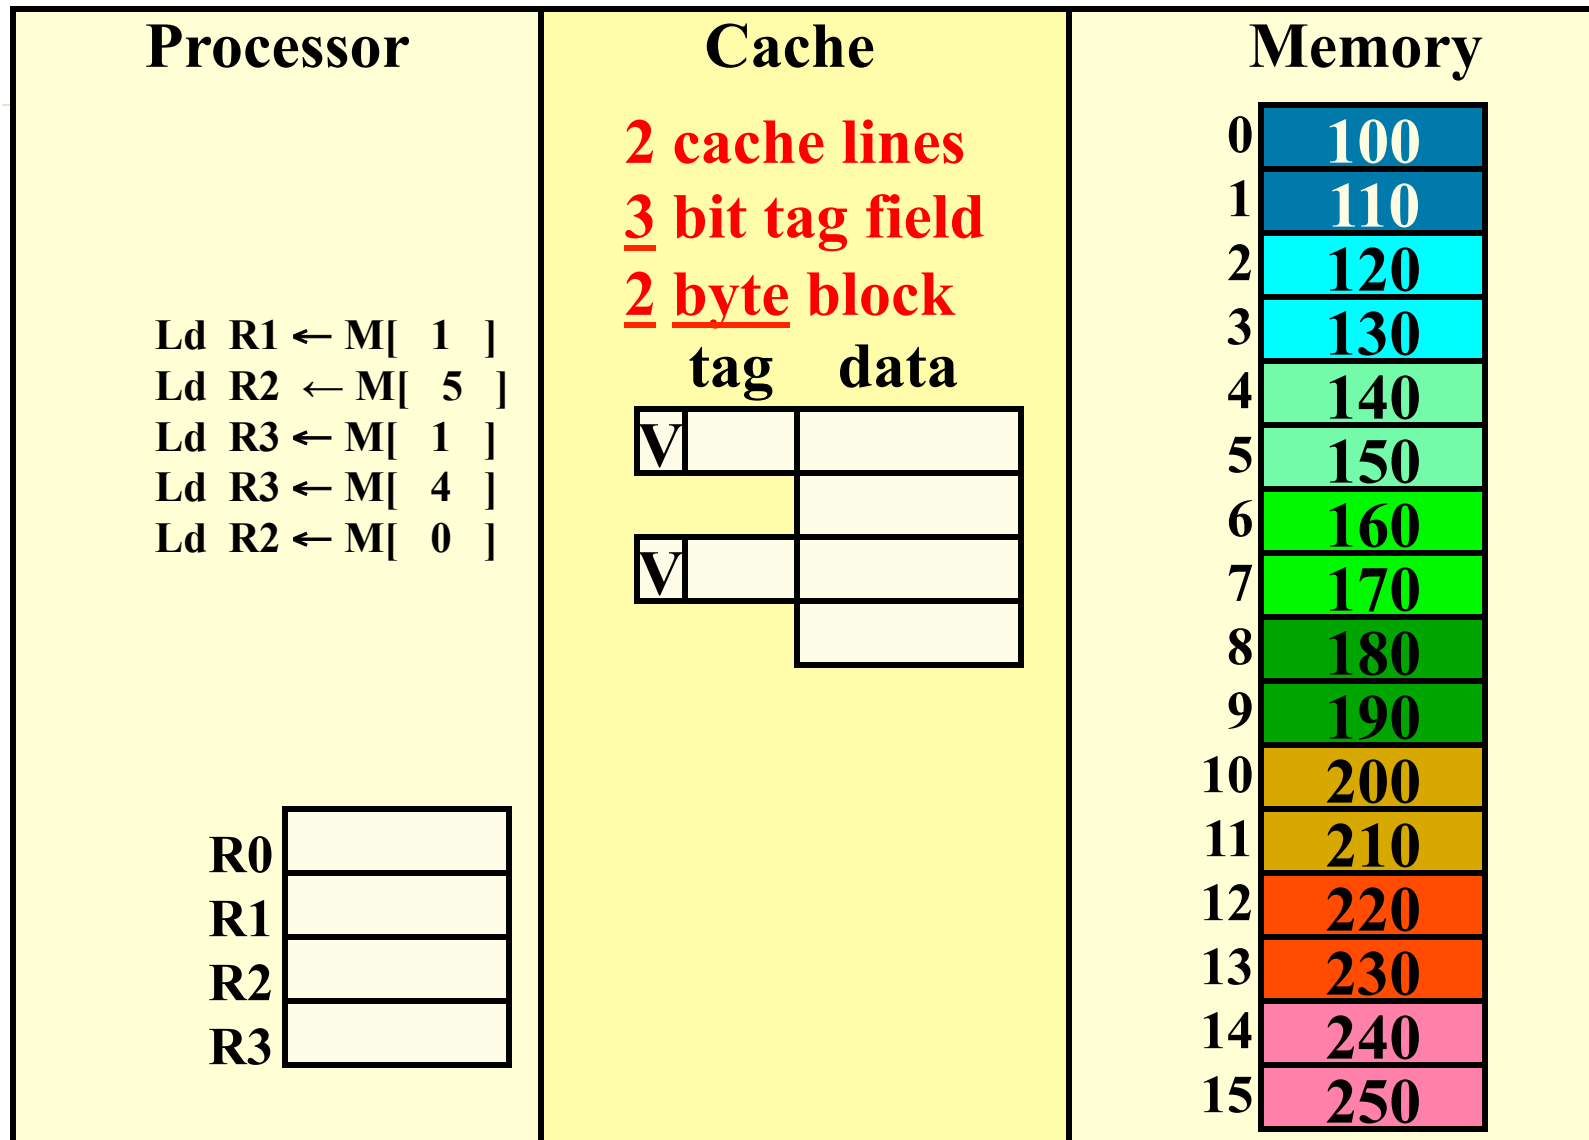 Processor
Cache
Memory
2 cache lines
3 bit tag field
2 byte block
Ld R1 ← M[ 1 ]
Ld R2 ← M[ 5 ]
Ld R3 ← M[ 1 ]
Ld R3 ← M[ 4 ]
Ld R2 ← M[ 0 ]
tag data
V
V
R0
R1
R2
R3
0 100
1 110
2 120
3 130
4 140
5 150
6 160
7 170
8 180
9 190
10 200
11 210
12 220
13 230
14 240
15 250